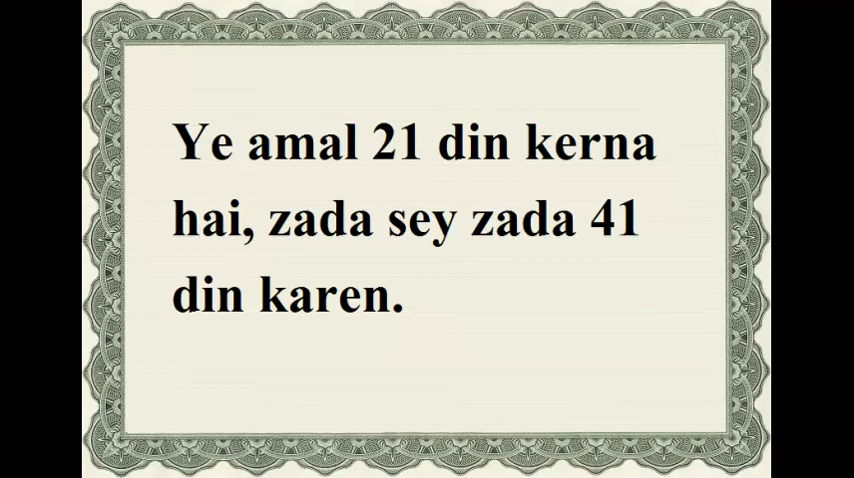 Ye amal 21 din kerna
hai, zada sey zada 41
din karen.